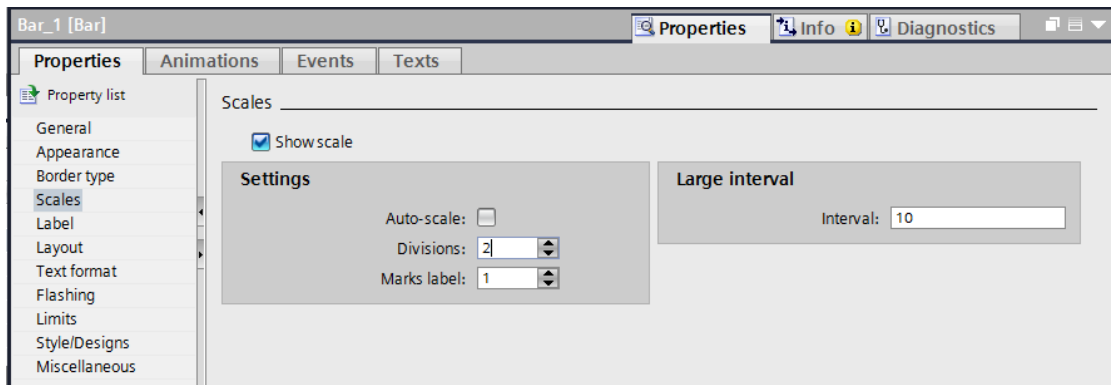 Bar_1 [Bar]
Properties
Info
Diagnostics
Properties
Animations
Events
Texts
Property list
General
Appearance
Border type
Scales
Label
Layout
Text format
Flashing
Limits
Style/Designs
Miscellaneous
Scales
Show scale
Settings
Auto-scale:
Divisions: 2
Marks label: 1
Large interval
Interval: 10